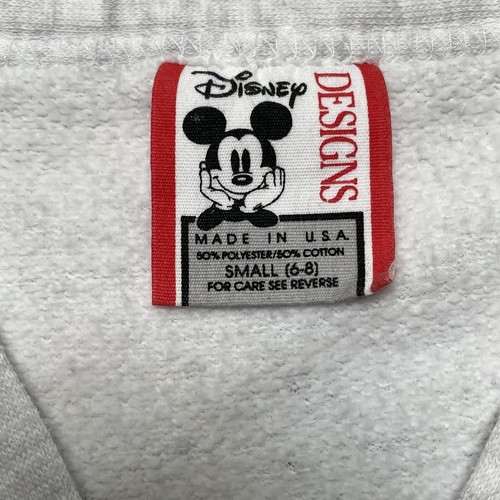 Disney
DESIGNS
MADE IN U.S.A.
50% POLYESTER/50% COTTON
SMALL (6-8)
FOR CARE SEE REVERSE